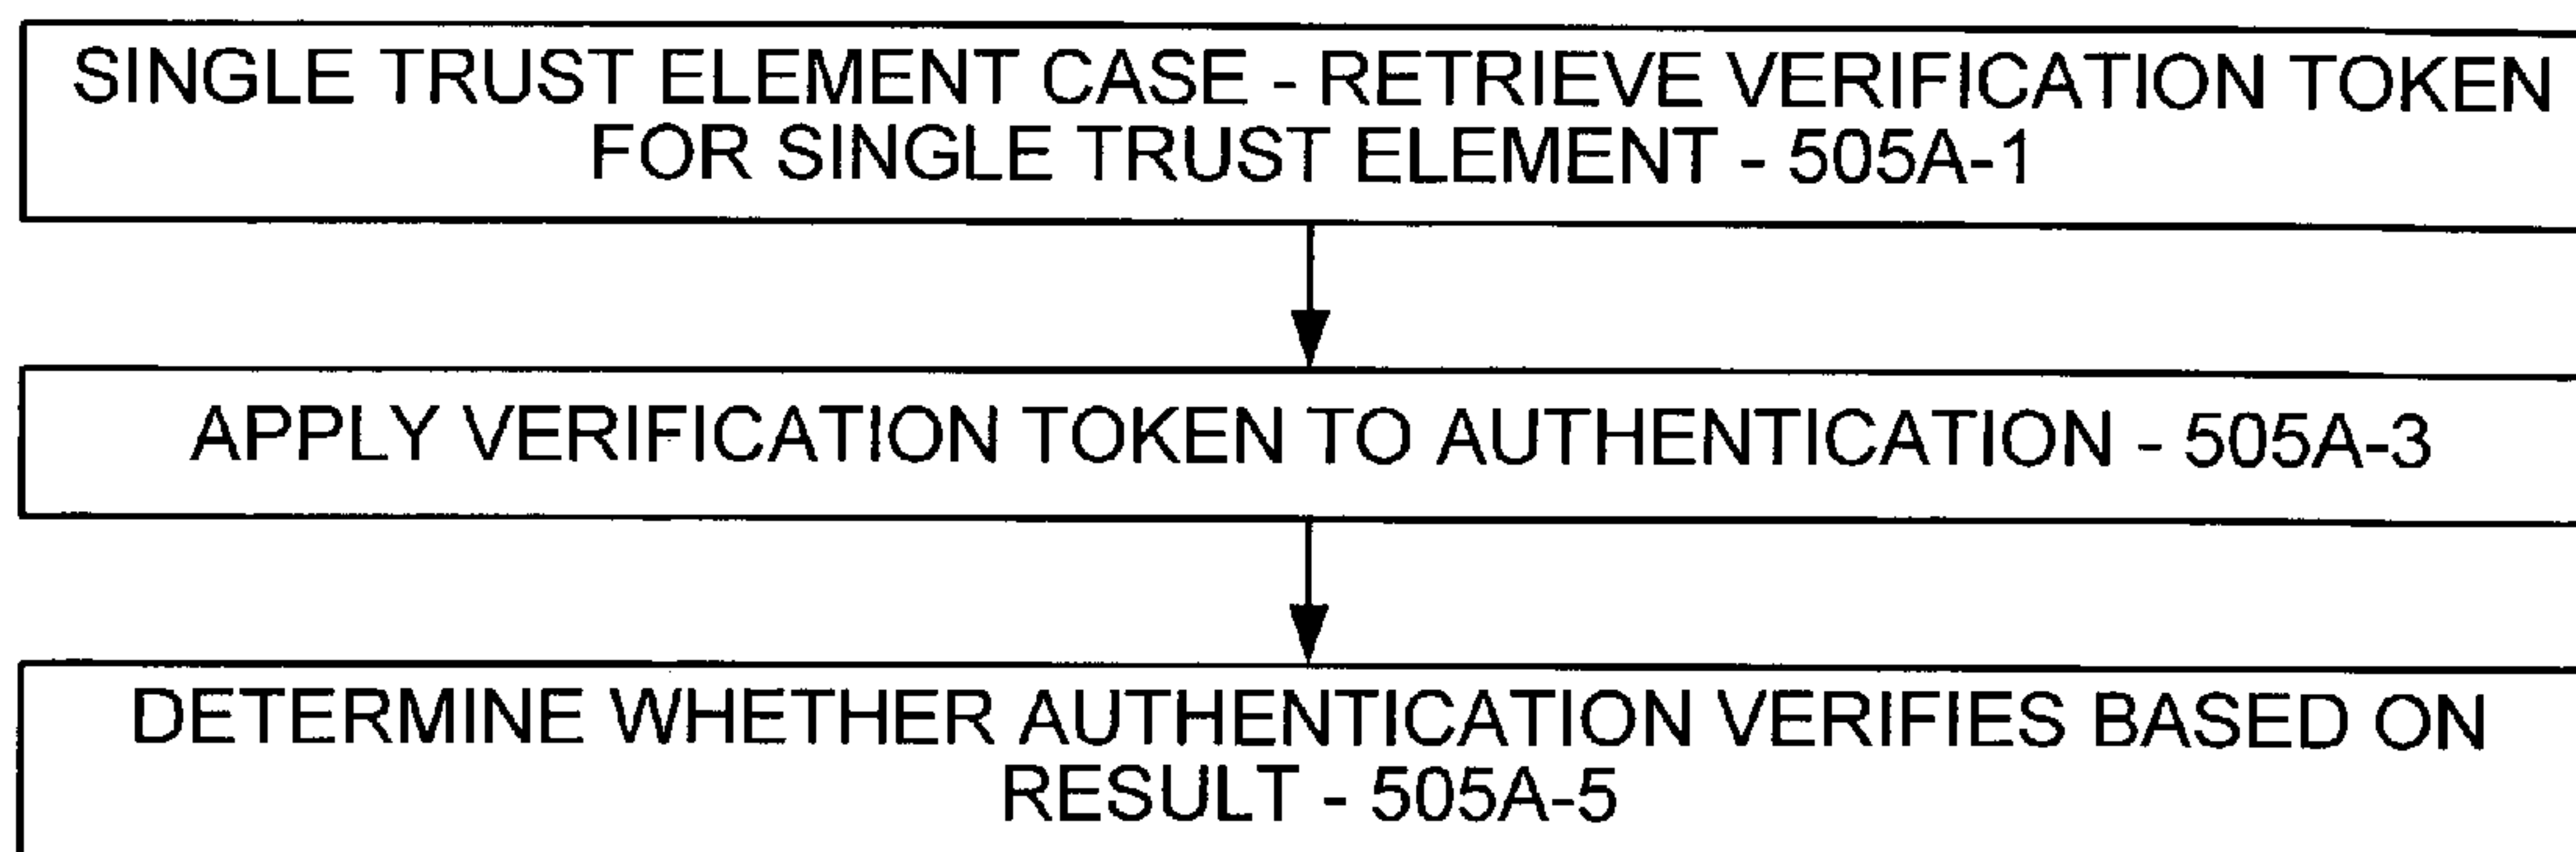 SINGLE TRUST ELEMENT CASE - RETRIEVE VERIFICATION TOKEN
FOR SINGLE TRUST ELEMENT - 505A-1
APPLY VERIFICATION TOKEN TO AUTHENTICATION - 505A-3
DETERMINE WHETHER AUTHENTICATION VERIFIES BASED ON
RESULT - 505A-5